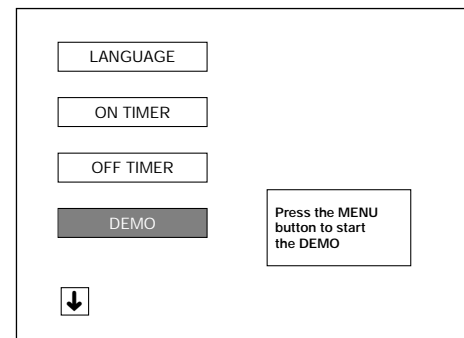 LANGUAGE
ON TIMER
OFF TIMER
DEMO
Press the MENU
button to start
the DEMO